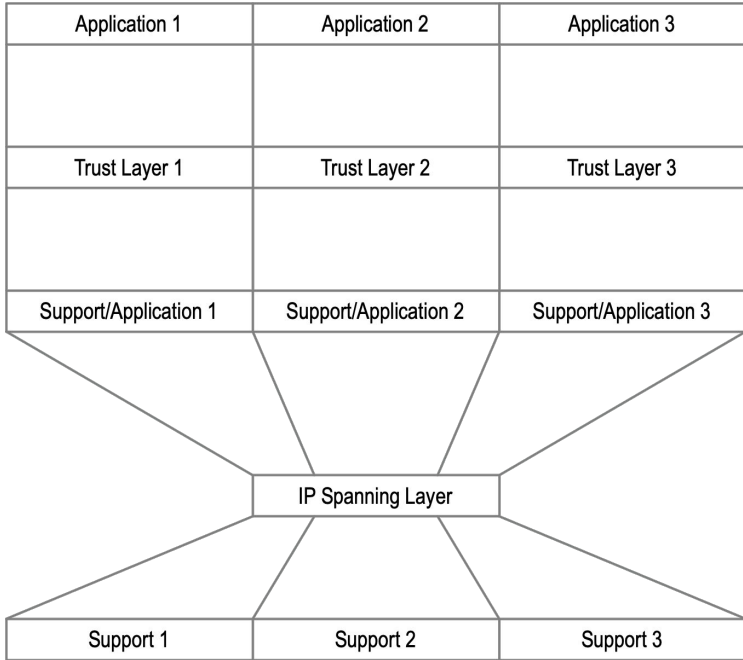 Application 1
Application 2
Application 3
Trust Layer 1
Trust Layer 2
Trust Layer 3
Support/Application 1
Support/Application 2
Support/Application 3
IP Spanning Layer
Support 1
Support 2
Support 3